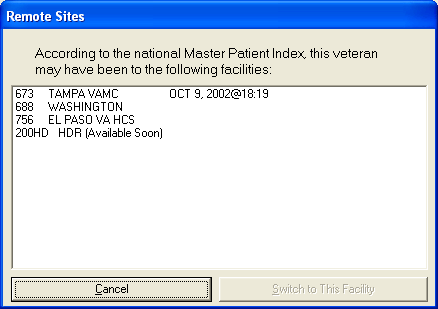 Remote Sites
According to the national Master Patient Index, this veteran
may have been to the following facilities:
673 TAMPA VAMC OCT 9, 2002@18:19
688 WASHINGTON
756 EL PASO VA HCS
200HD HDR (Available Soon)
Cancel Switch to This Facility